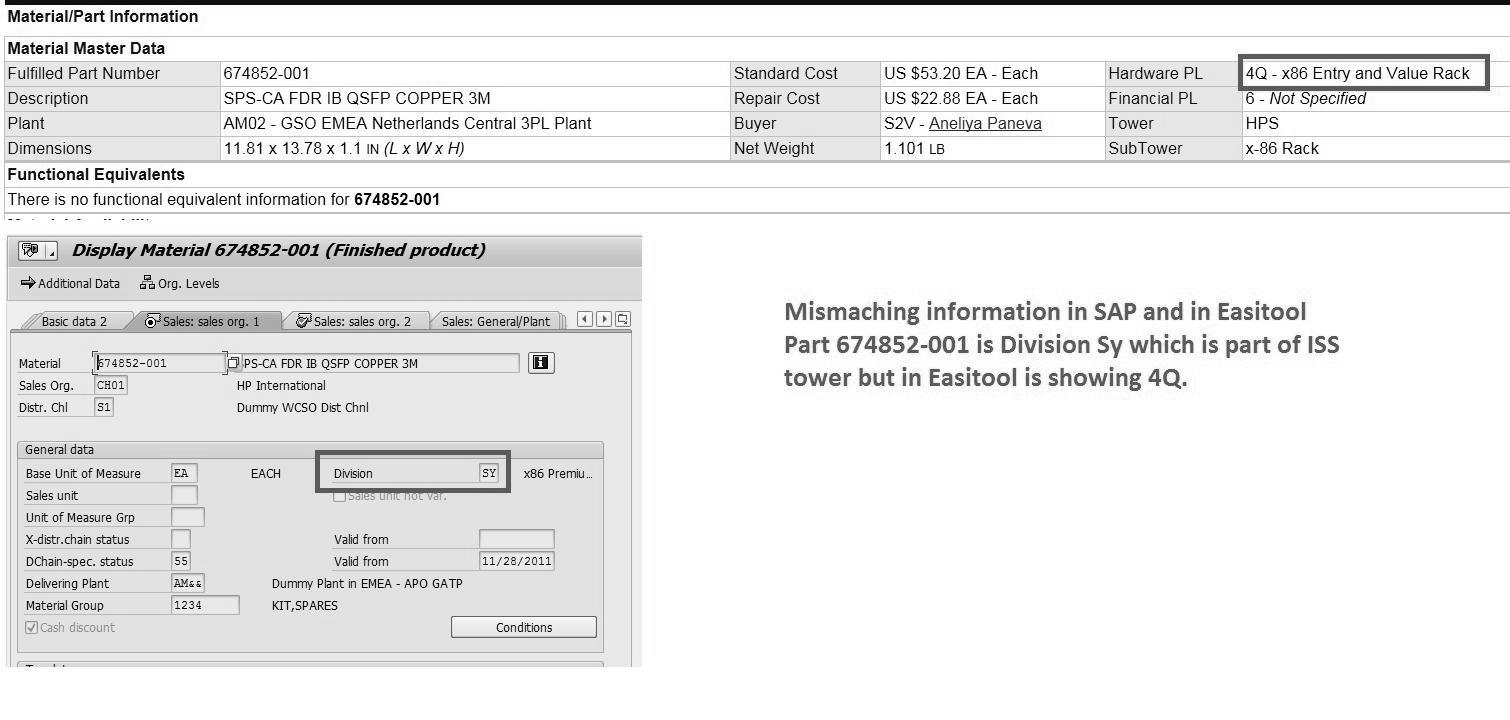 Material/Part Information
Material Master Data
Fulfilled Part Number 674852-001 Standard Cost US $53.20 EA - Each Hardware PL 4Q - x86 Entry and Value Rack
Description SPS-CA FDR IB QSFP COPPER 3M Repair Cost US $22.88 EA - Each Financial PL 6 - Not Specified
Plant AM02 - GSO EMEA Netherlands Central 3PL Plant Buyer S2V - Aneliya Paneva Tower HPS
Dimensions 11.81 x 13.78 x 1.1 IN (L x W x H) Net Weight 1.101 LB SubTower x-86 Rack
Functional Equivalents
There is no functional equivalent information for 674852-001
Display Material 674852-001 (Finished product)
Additional Data Org. Levels
Basic data 2 Sales: sales org. 1 Sales: sales org. 2 Sales: General/Plant
Material 674852-001 PS-CA FDR IB QSFP COPPER 3M
Sales Org. CH01 HP International
Distr. Chl S1 Dummy WCSO Dist Chnl
General data
Base Unit of Measure EA EACH Division SY x86 Premiu...
Sales unit Sales unit not var.
Unit of Measure Grp
X-distr.chain status Valid from
DChain-spec. status 55 Valid from 11/28/2011
Delivering Plant AM&& Dummy Plant in EMEA - APO GATP
Material Group 1234 KIT,SPARES
Cash discount Conditions
Mismaching information in SAP and in Easitool
Part 674852-001 is Division Sy which is part of ISS
tower but in Easitool is showing 4Q.